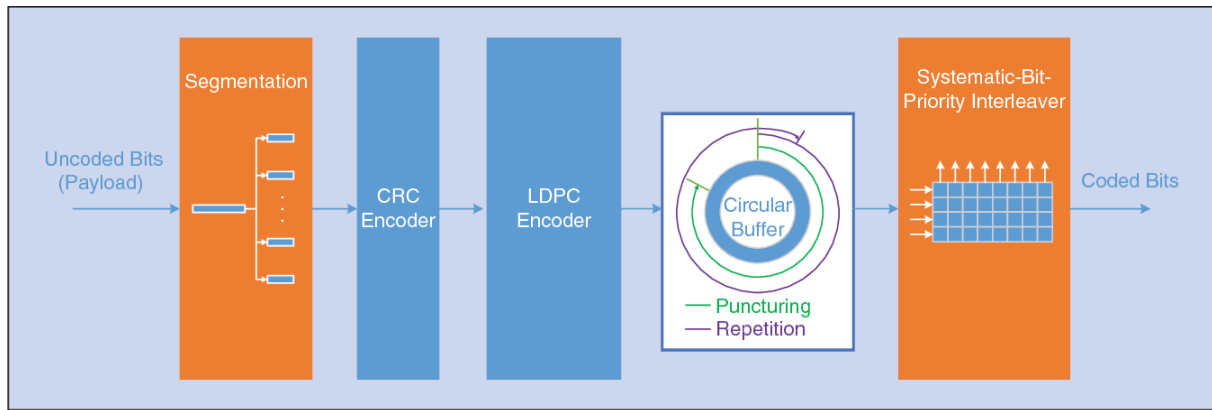 Uncoded Bits
(Payload)
Segmentation
CRC
Encoder
LDPC
Encoder
Circular
Buffer
Puncturing
Repetition
Systematic-Bit-
Priority Interleaver
Coded Bits